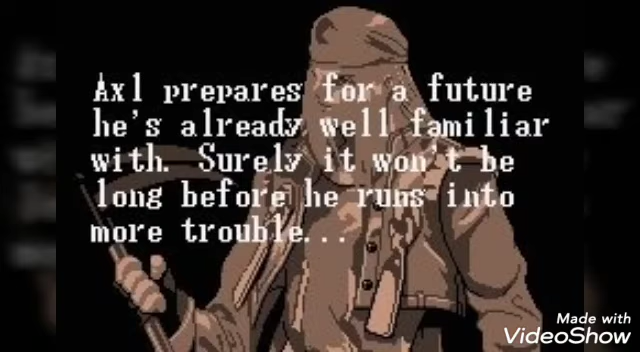 Axl prepares for a future
he's already well familiar
with. Surely it won't be
long before he runs into
more trouble...
Made with
VideoShow